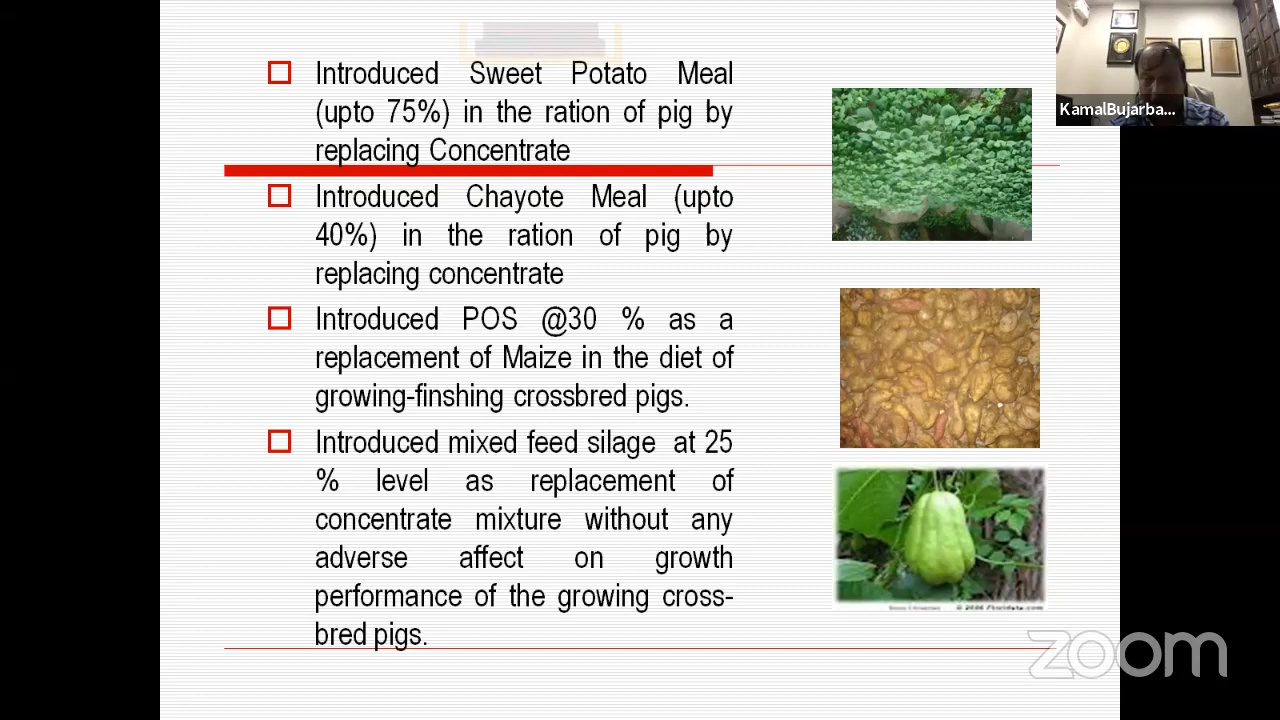 Introduced Sweet Potato Meal
(upto 75%) in the ration of pig by
replacing Concentrate
Introduced Chayote Meal (upto
40%) in the ration of pig by
replacing concentrate
Introduced POS @30 % as a
replacement of Maize in the diet of
growing-finshing crossbred pigs.
Introduced mixed feed silage at 25
% level as replacement of
concentrate mixture without any
adverse affect on growth
performance of the growing cross-
bred pigs.
KamalBujarba...
© 2006 Floridata.com
zoom